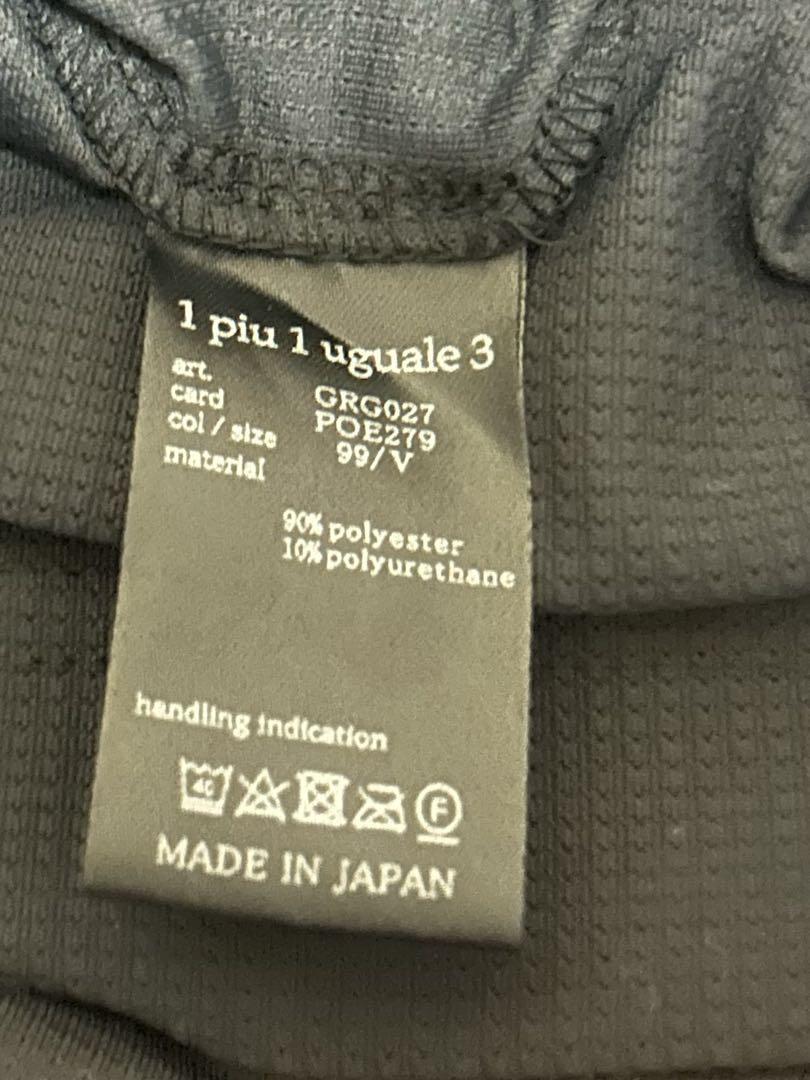 1 piu 1 uguale 3
art. GRG027
card POE279
col / size 99/V
material
90% polyester
10% polyurethane
handling indication
40 F
MADE IN JAPAN